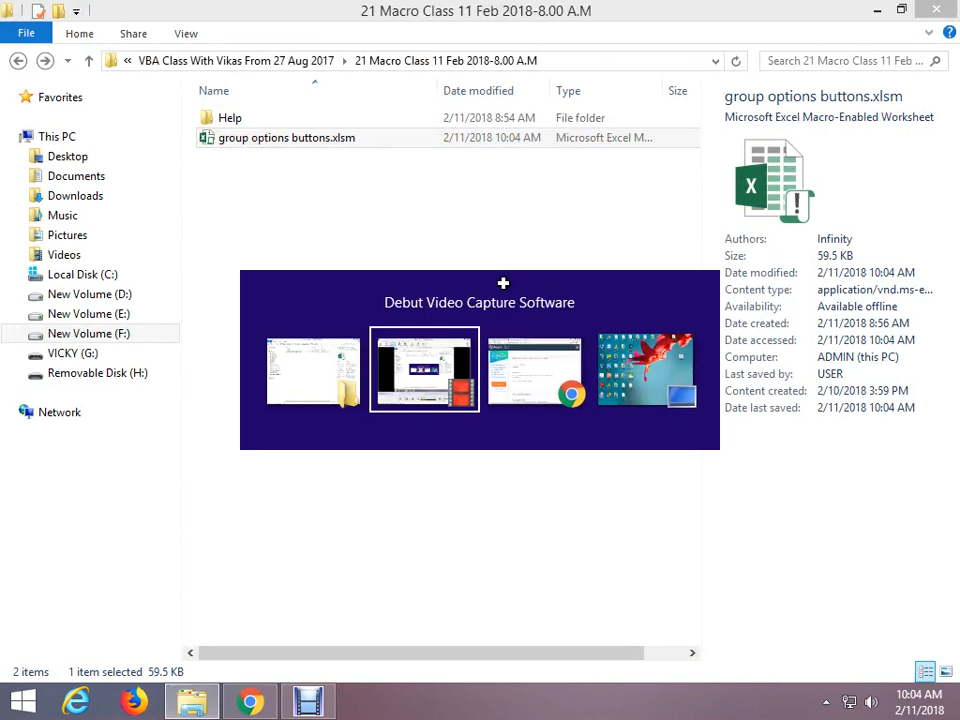 21 Macro Class 11 Feb 2018-8.00 A.M
File Home Share View
« VBA Class With Vikas From 27 Aug 2017 21 Macro Class 11 Feb 2018-8.00 A.M
Search 21 Macro Class 11 Feb ...
Name Date modified Type Size
Help 2/11/2018 8:54 AM File folder
group options buttons.xlsm 2/11/2018 10:04 AM Microsoft Excel M...
Favorites
This PC
Desktop
Documents
Downloads
Music
Pictures
Videos
Local Disk (C:)
New Volume (D:)
New Volume (E:)
New Volume (F:)
VICKY (G:)
Removable Disk (H:)
Network
Debut Video Capture Software
group options buttons.xlsm
Microsoft Excel Macro-Enabled Worksheet
Authors: Infinity
Size: 59.5 KB
Date modified: 2/11/2018 10:04 AM
Content type: application/vnd.ms-e...
Availability: Available offline
Date created: 2/11/2018 8:56 AM
Date accessed: 2/11/2018 10:04 AM
Computer: ADMIN (this PC)
Last saved by: USER
Content created: 2/10/2018 3:59 PM
Date last saved: 2/11/2018 10:04 AM
2 items 1 item selected 59.5 KB
10:04 AM
2/11/2018